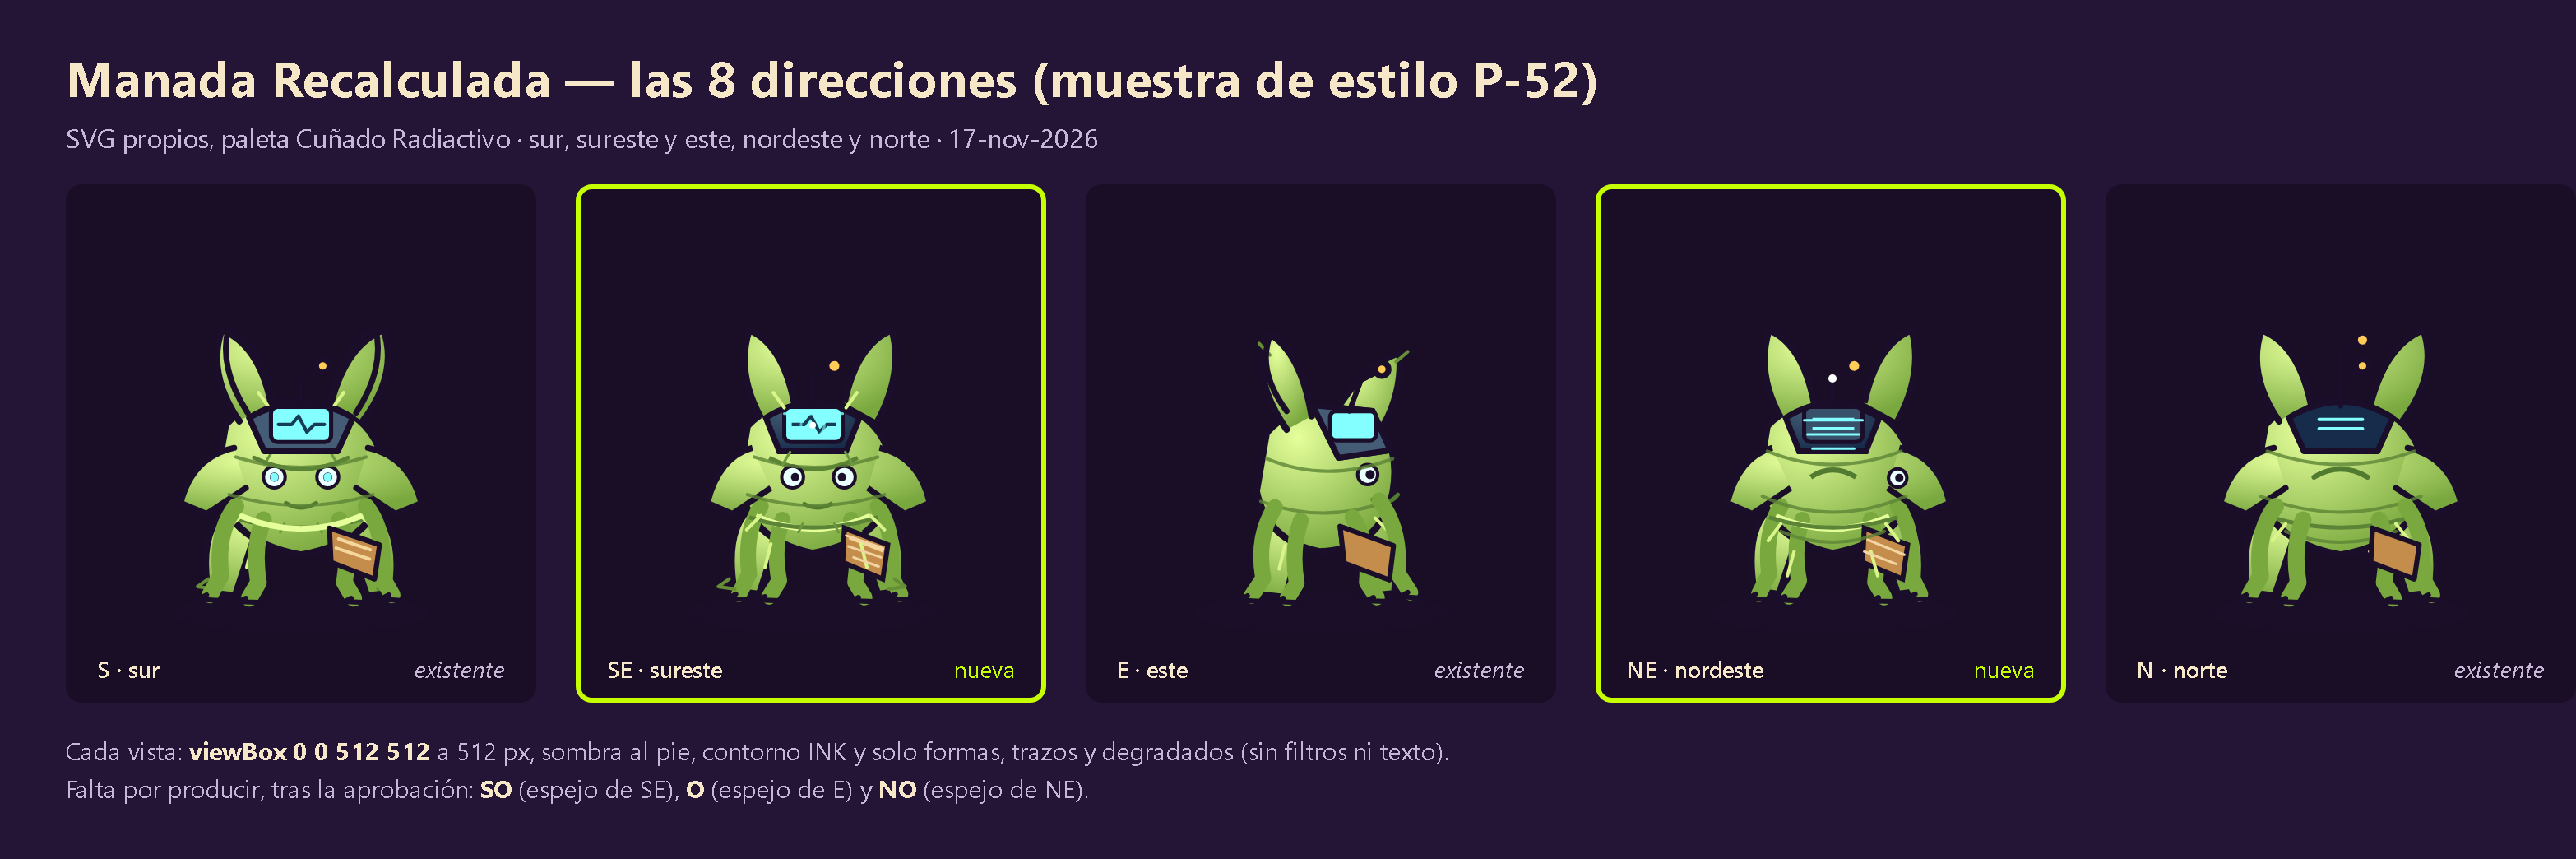 Manada Recalculada — las 8 direcciones (muestra de estilo P-52)
SVG propios, paleta Cuñado Radiactivo · sur, sureste y este, nordeste y norte · 17-nov-2026
S · sur existente
SE · sureste nueva
E · este existente
NE · nordeste nueva
N · norte existente
Cada vista: viewBox 0 0 512 512 a 512 px, sombra al pie, contorno INK y solo formas, trazos y degradados (sin filtros ni texto).
Falta por producir, tras la aprobación: SO (espejo de SE), O (espejo de E) y NO (espejo de NE).